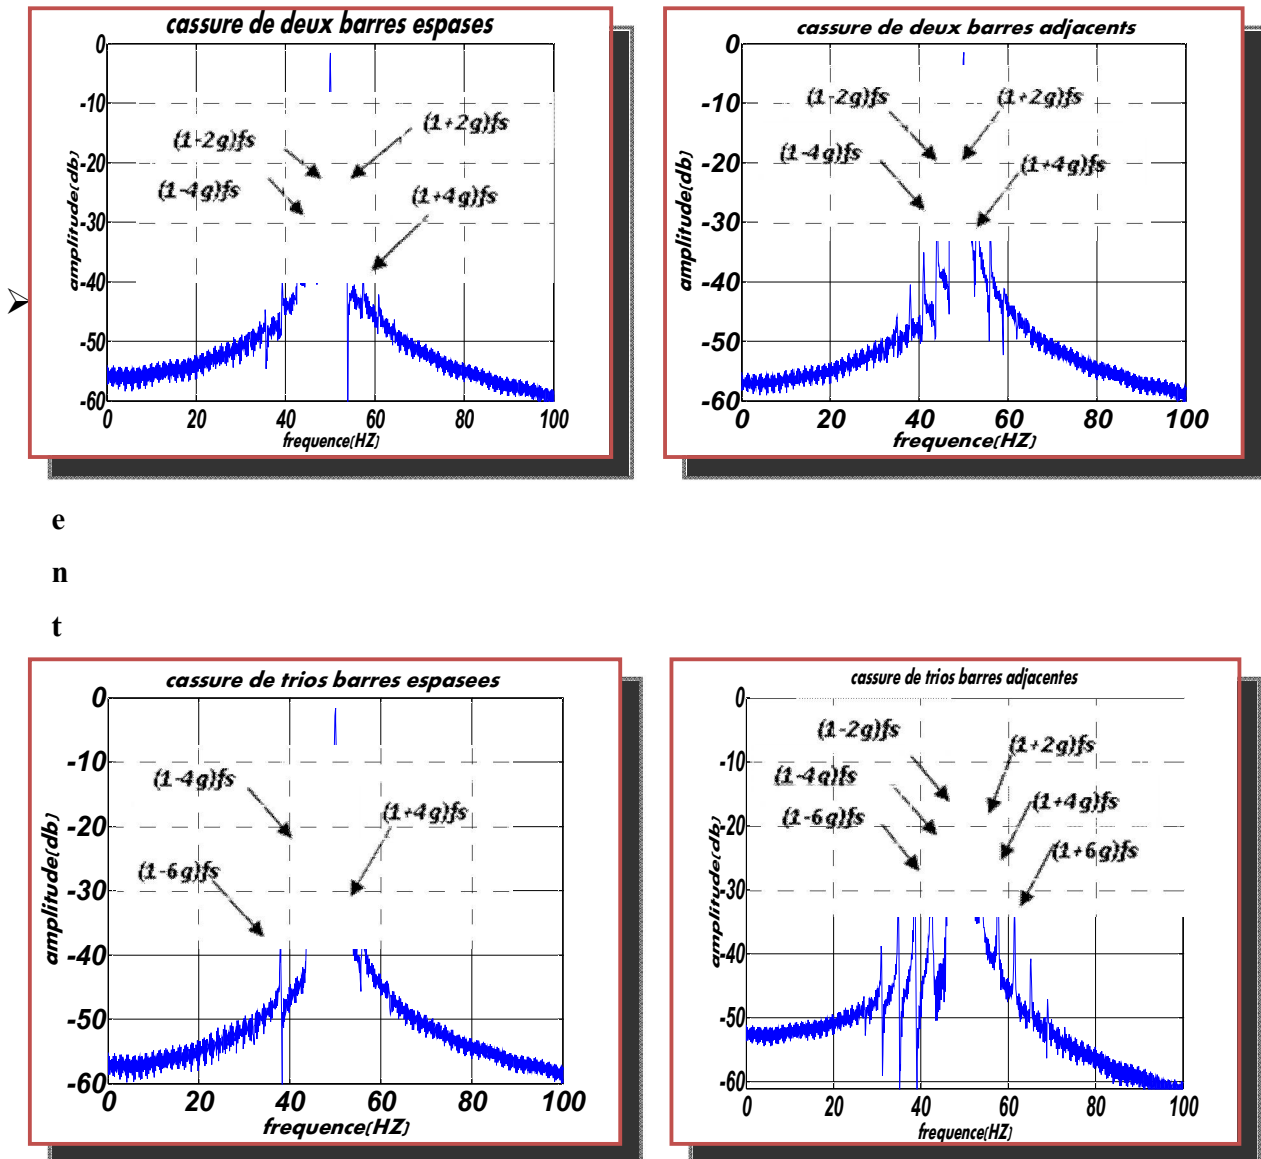 cassure de deux barres espases
0
-10
-20
-30
-40
-50
-60
amplitude(db)
(1-2g)fs
(1+2g)fs
(1-4g)fs
(1+4g)fs
0 20 40 60 80 100
frequence(HZ)
cassure de deux barres adjacents
0
-10
-20
-30
-40
-50
-60
amplitude(db)
(1-2g)fs
(1+2g)fs
(1-4g)fs
(1+4g)fs
0 20 40 60 80 100
frequence(HZ)
e
n
t
cassure de trios barres espasees
0
-10
-20
-30
-40
-50
-60
amplitude(db)
(1-4g)fs
(1+4g)fs
(1-6g)fs
0 20 40 60 80 100
frequence(HZ)
cassure de trios barres adjacentes
0
-10
-20
-30
-40
-50
-60
amplitude(db)
(1-2g)fs
(1+2g)fs
(1-4g)fs
(1+4g)fs
(1-6g)fs
(1+6g)fs
0 20 40 60 80 100
frequence(HZ)